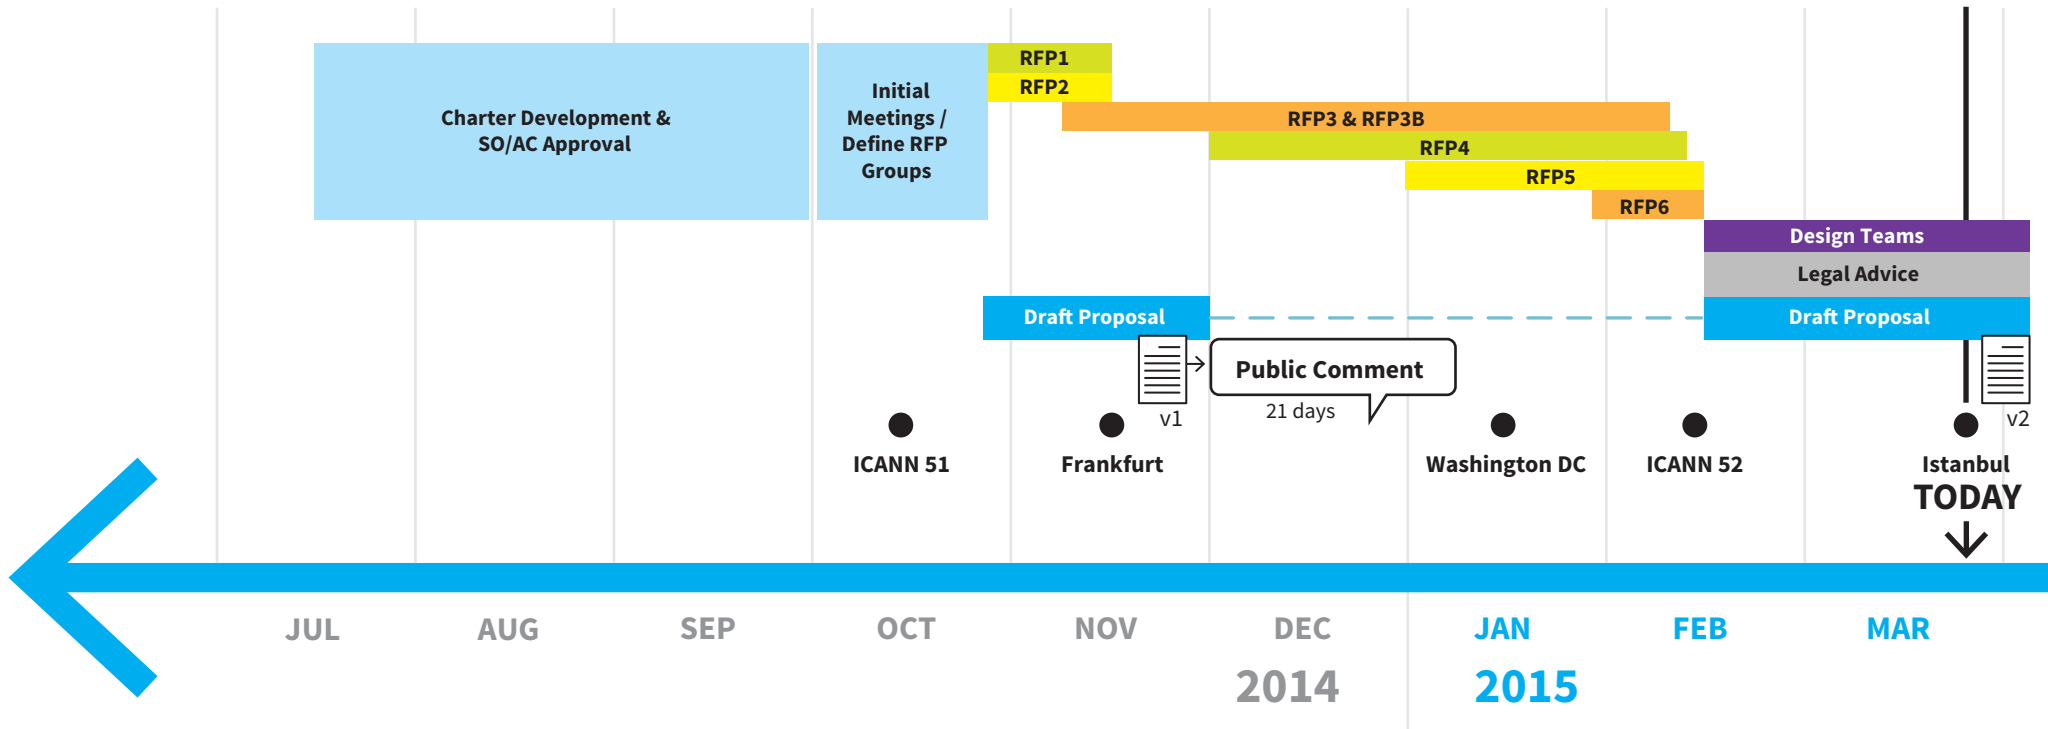 Charter Development &
SO/AC Approval
Initial
Meetings /
Define RFP
Groups
RFP1
RFP2
RFP3 & RFP3B
RFP4
RFP5
RFP6
Design Teams
Legal Advice
Draft Proposal
Draft Proposal
v1
Public Comment
21 days
v2
ICANN 51
Frankfurt
Washington DC
ICANN 52
Istanbul
TODAY
JUL
AUG
SEP
OCT
NOV
DEC
JAN
FEB
MAR
2014
2015